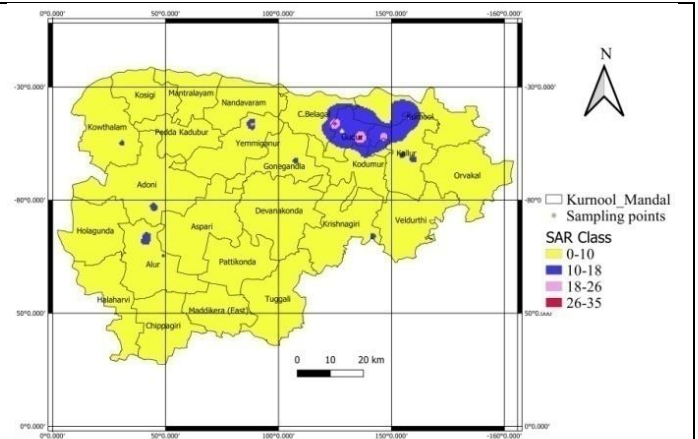 0°0.000' 50°0.000' 100°0.000' 150°0.000' -160°0.000'
N
-30°0.000' -30°0.000'
Kosigi Mantralayam
Nandavaram
C.Belagal Kurnool
Kowthalam Pedda Kadubur
Gudur
Yemmiganur
Gonegandla Kodumur Kallur
Orvakal
Adoni
-80°0.000' -80°0.000'
Devanakonda
Holagunda Aspari Krishnagiri Veldurthi
Alur Pattikonda
Halaharvi Tuggali
Maddikera (East)
Chippagiri
50°0.000'
0 10 20 km
0°0.000' 0°0.000'
0°0.000' 50°0.000' 100°0.000' 150°0.000' -160°0.000'
Kurnool_Mandal
Sampling points
SAR Class
0-10
10-18
18-26
26-35